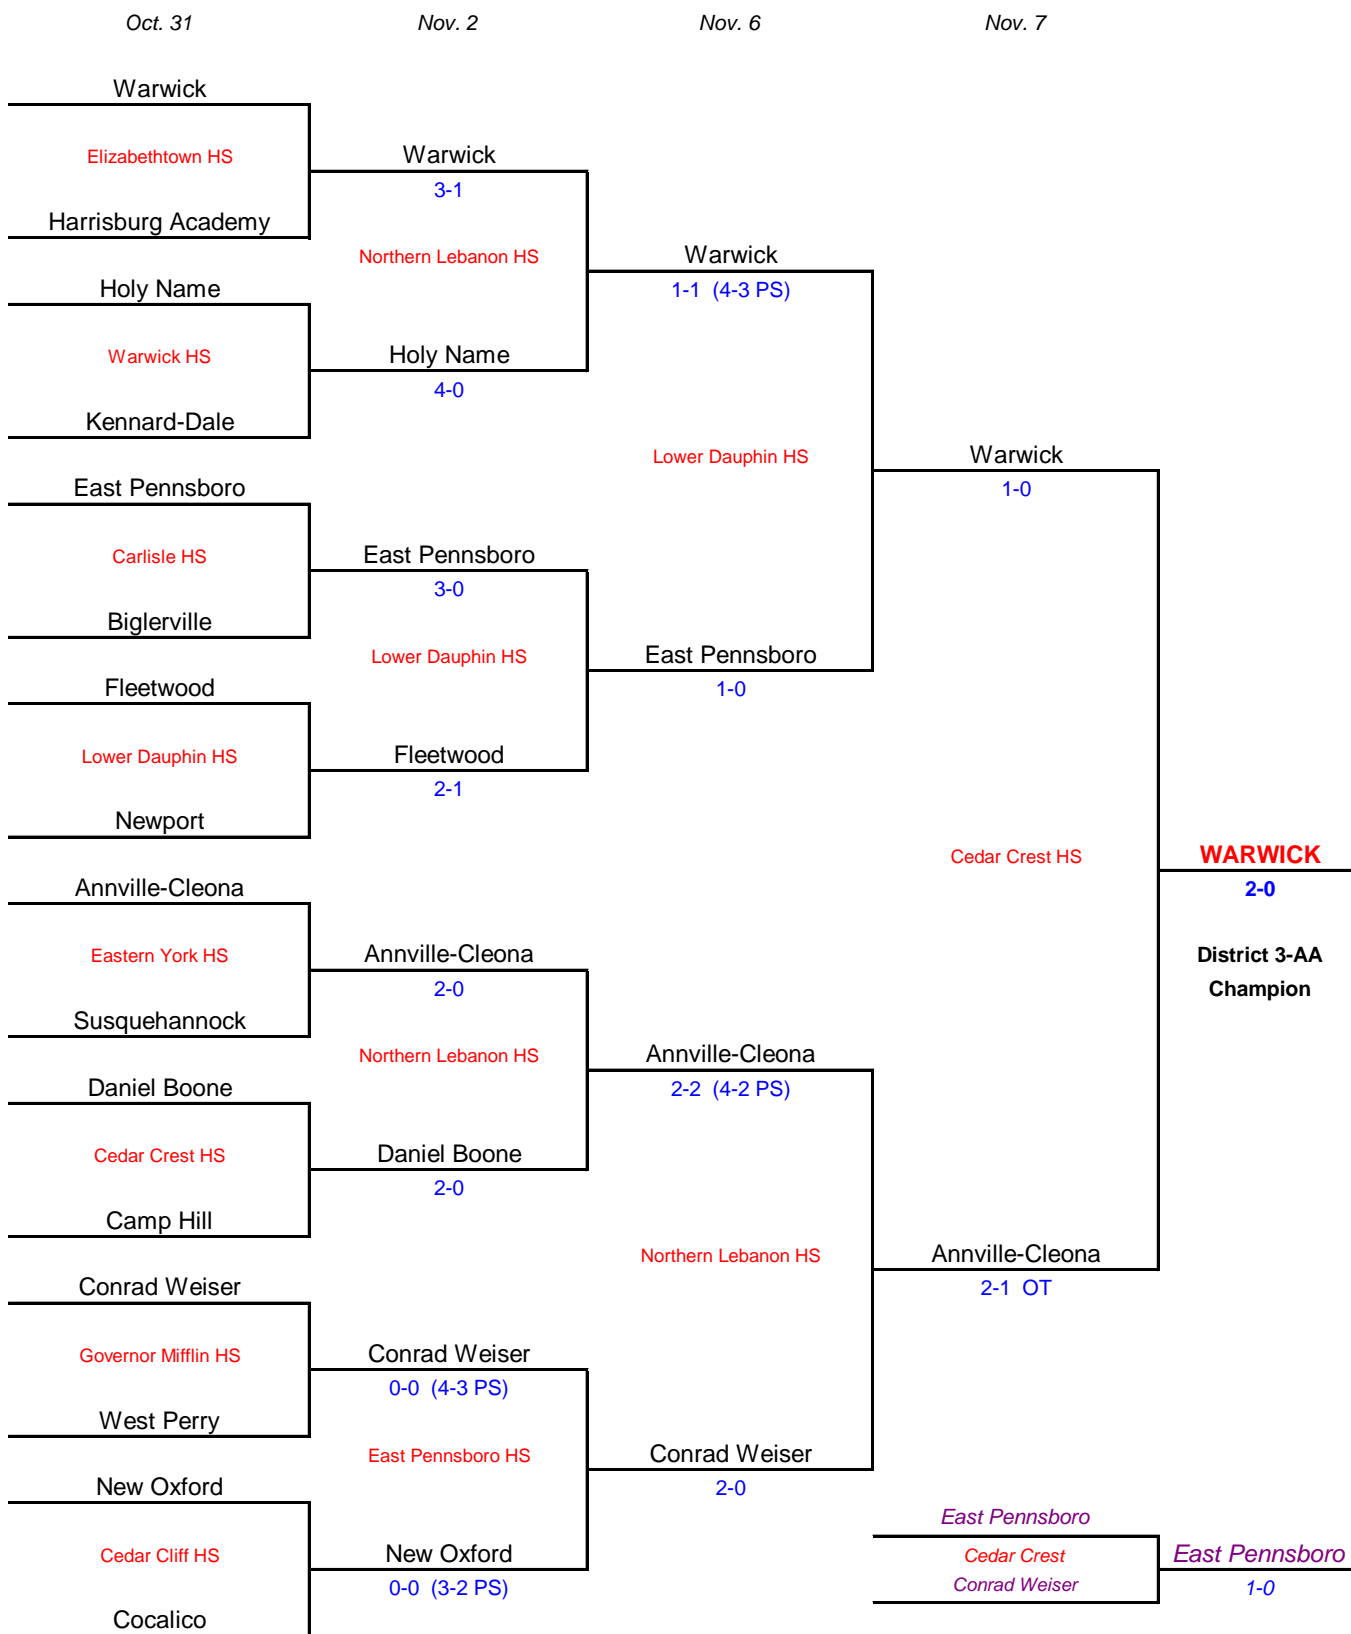 Oct. 31 Nov. 2 Nov. 6 Nov. 7
Warwick
Elizabethtown HS
Harrisburg Academy
Holy Name
Warwick HS
Kennard-Dale
East Pennsboro
Carlisle HS
Biglerville
Fleetwood
Lower Dauphin HS
Newport
Annville-Cleona
Eastern York HS
Susquehannock
Daniel Boone
Cedar Crest HS
Camp Hill
Conrad Weiser
Governor Mifflin HS
West Perry
New Oxford
Cedar Cliff HS
Cocalico
Warwick
3-1
Northern Lebanon HS
Holy Name
4-0
East Pennsboro
3-0
Lower Dauphin HS
Fleetwood
2-1
Annville-Cleona
2-0
Northern Lebanon HS
Daniel Boone
2-0
Conrad Weiser
0-0 (4-3 PS)
East Pennsboro HS
New Oxford
0-0 (3-2 PS)
Warwick
1-1 (4-3 PS)
Lower Dauphin HS
East Pennsboro
1-0
Annville-Cleona
2-2 (4-2 PS)
Northern Lebanon HS
Conrad Weiser
2-0
Warwick
1-0
Cedar Crest HS
Annville-Cleona
2-1 OT
WARWICK
2-0
District 3-AA
Champion
East Pennsboro
Cedar Crest
Conrad Weiser
East Pennsboro
1-0